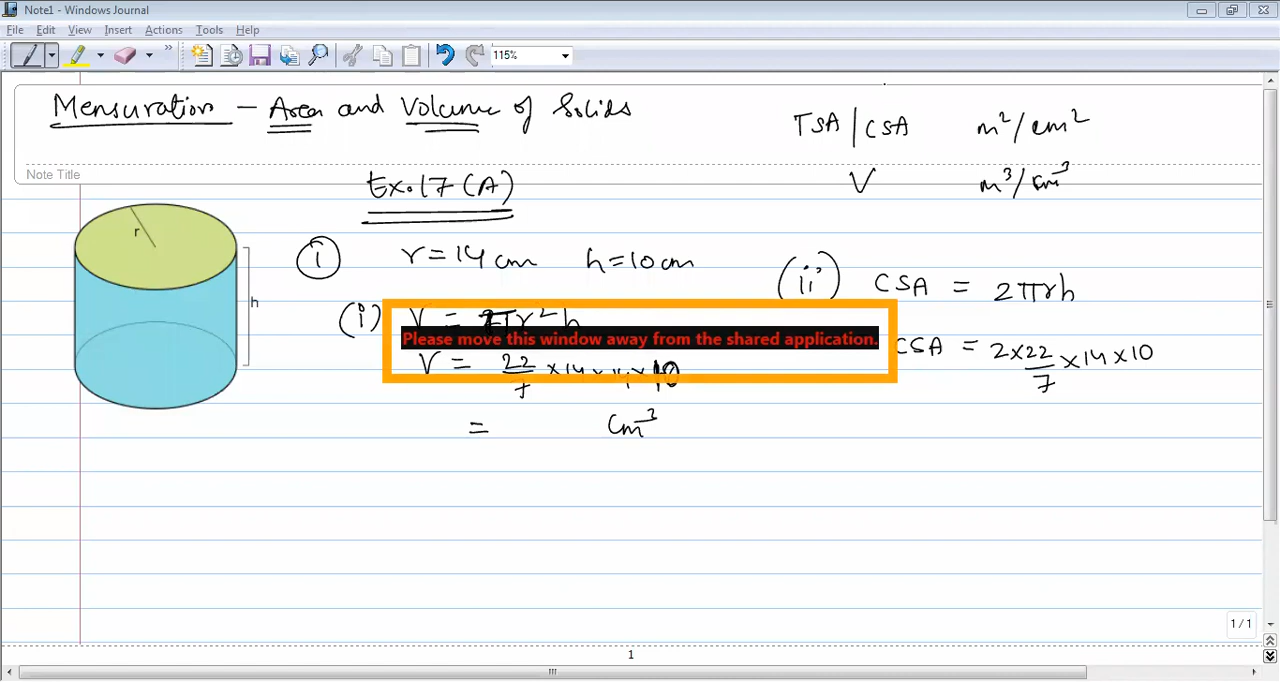 Note1 - Windows Journal
File Edit View Insert Actions Tools Help
115%
Mensuration - Area and Volume of Solids
TSA / CSA m²/cm²
V m³/cm³
Note Title
Ex.17 (A)
r
h
① r = 14 cm h = 10 cm
(i) V = πr²h
Please move this window away from the shared application.
V = 22/7 × 14 × 14 × 10
= cm³
(ii) CSA = 2πrh
CSA = 2×22/7 × 14 × 10
1 / 1
1